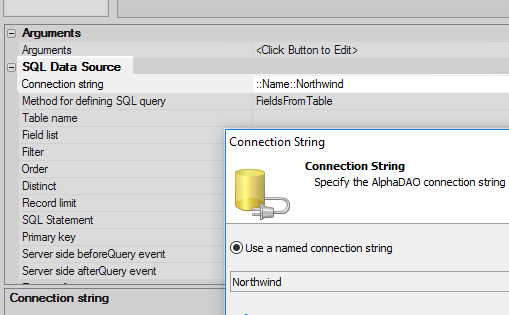 Arguments
Arguments <Click Button to Edit>
SQL Data Source
Connection string ::Name::Northwind
Method for defining SQL query FieldsFromTable
Table name
Field list
Filter
Order
Distinct
Record limit
SQL Statement
Primary key
Server side beforeQuery event
Server side afterQuery event
Connection string
Connection String
Connection String
Specify the AlphaDAO connection string
Use a named connection string
Northwind